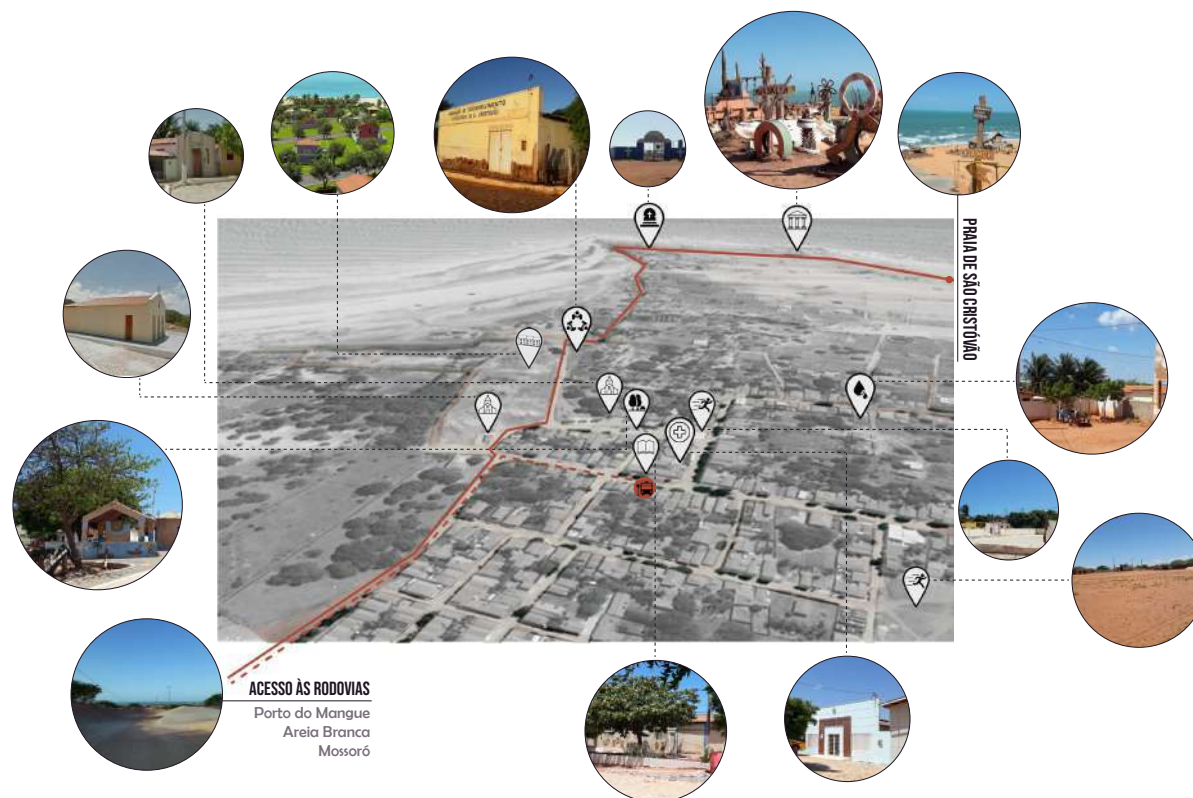 PRAIA DE SÃO CRISTÓVÃO
ACESSO ÀS RODOVIAS
Porto do Mangue
Areia Branca
Mossoró